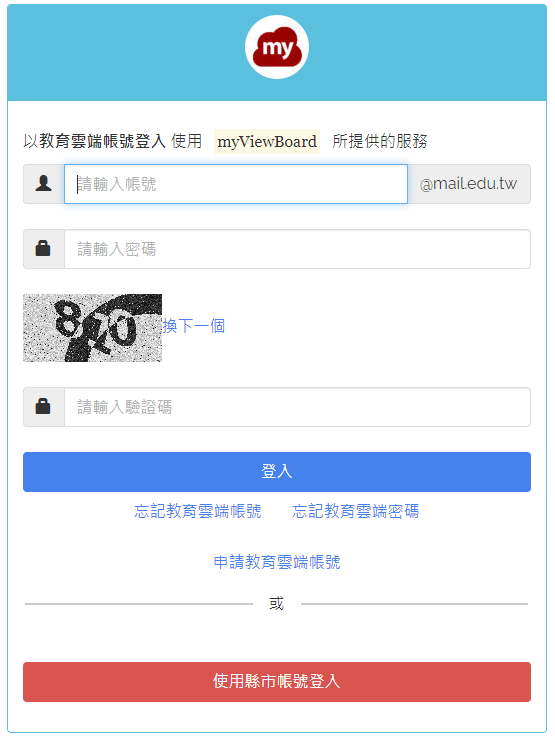 my
以教育雲端帳號登入 使用 myViewBoard 所提供的服務
請輸入帳號 @mail.edu.tw
請輸入密碼
換下一個
請輸入驗證碼
登入
忘記教育雲端帳號 忘記教育雲端密碼
申請教育雲端帳號
或
使用縣市帳號登入